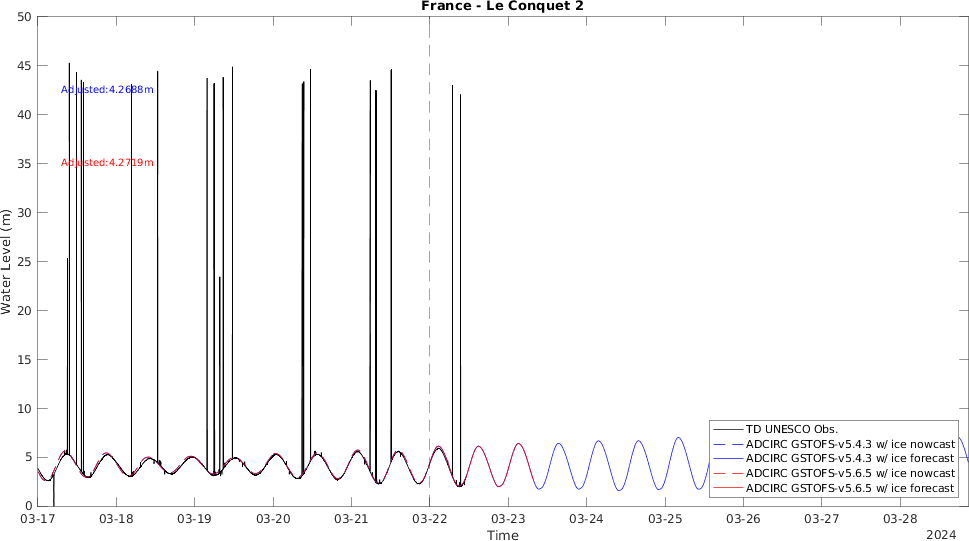 France - Le Conquet 2
50
45
40
35
30
25
20
15
10
5
0
Water Level (m)
Adjusted:4.2688m
Adjusted:4.2719m
TD UNESCO Obs.
ADCIRC GSTOFS-v5.4.3 w/ ice nowcast
ADCIRC GSTOFS-v5.4.3 w/ ice forecast
ADCIRC GSTOFS-v5.6.5 w/ ice nowcast
ADCIRC GSTOFS-v5.6.5 w/ ice forecast
03-17 03-18 03-19 03-20 03-21 03-22 03-23 03-24 03-25 03-26 03-27 03-28
Time
2024